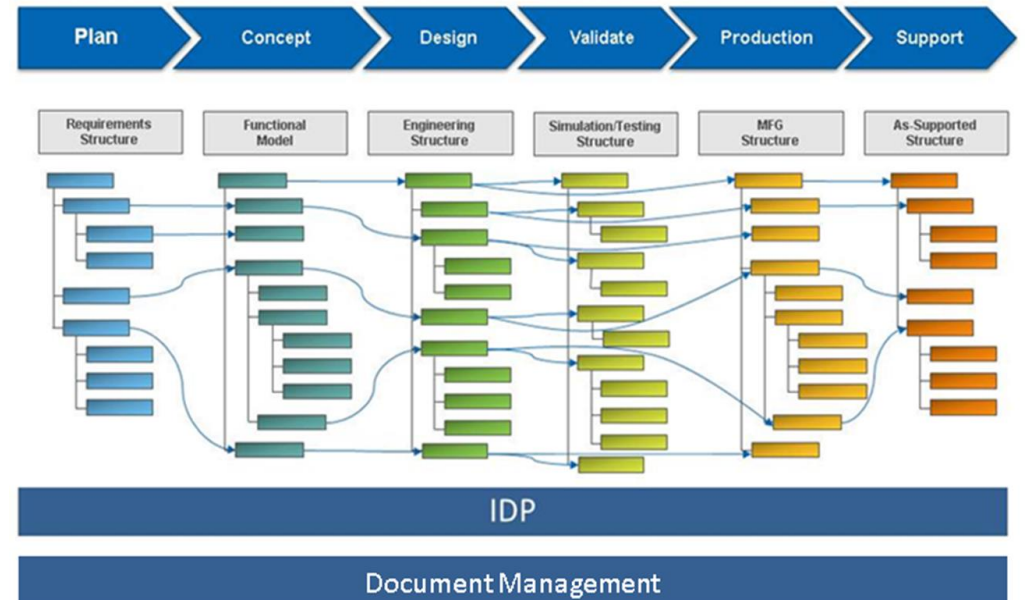 Plan
Concept
Design
Validate
Production
Support
Requirements
Structure
Functional
Model
Engineering
Structure
Simulation/Testing
Structure
MFG
Structure
As-Supported
Structure
IDP
Document Management